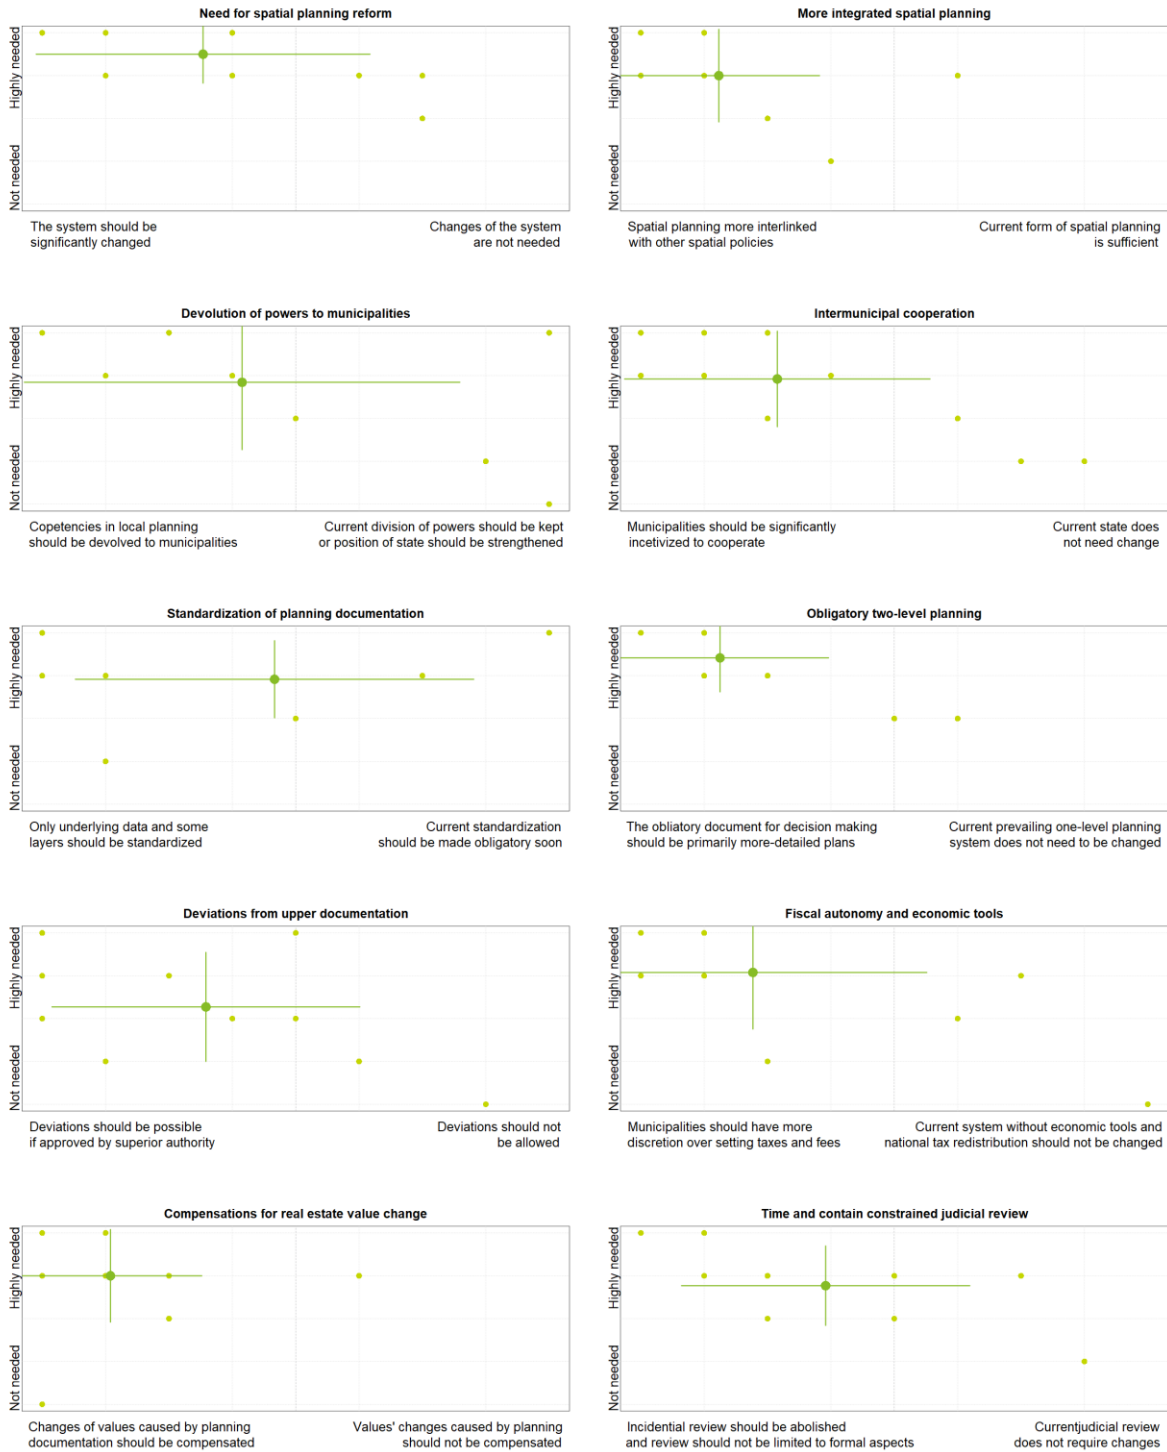 Need for spatial planning reform
Highly needed
Not needed
The system should be
significantly changed
Changes of the system
are not needed
More integrated spatial planning
Highly needed
Not needed
Spatial planning more interlinked
with other spatial policies
Current form of spatial planning
is sufficient
Devolution of powers to municipalities
Highly needed
Not needed
Copetencies in local planning
should be devolved to municipalities
Current division of powers should be kept
or position of state should be strengthened
Intermunicipal cooperation
Highly needed
Not needed
Municipalities should be significantly
incetivized to cooperate
Current state does
not need change
Standardization of planning documentation
Highly needed
Not needed
Only underlying data and some
layers should be standardized
Current standardization
should be made obligatory soon
Obligatory two-level planning
Highly needed
Not needed
The obliatory document for decision making
should be primarily more-detailed plans
Current prevailing one-level planning
system does not need to be changed
Deviations from upper documentation
Highly needed
Not needed
Deviations should be possible
if approved by superior authority
Deviations should not
be allowed
Fiscal autonomy and economic tools
Highly needed
Not needed
Municipalities should have more
discretion over setting taxes and fees
Current system without economic tools and
national tax redistribution should not be changed
Compensations for real estate value change
Highly needed
Not needed
Changes of values caused by planning
documentation should be compensated
Values' changes caused by planning
should not be compensated
Time and contain constrained judicial review
Highly needed
Not needed
Incidential review should be abolished
and review should not be limited to formal aspects
Currentjudicial review
does not require changes